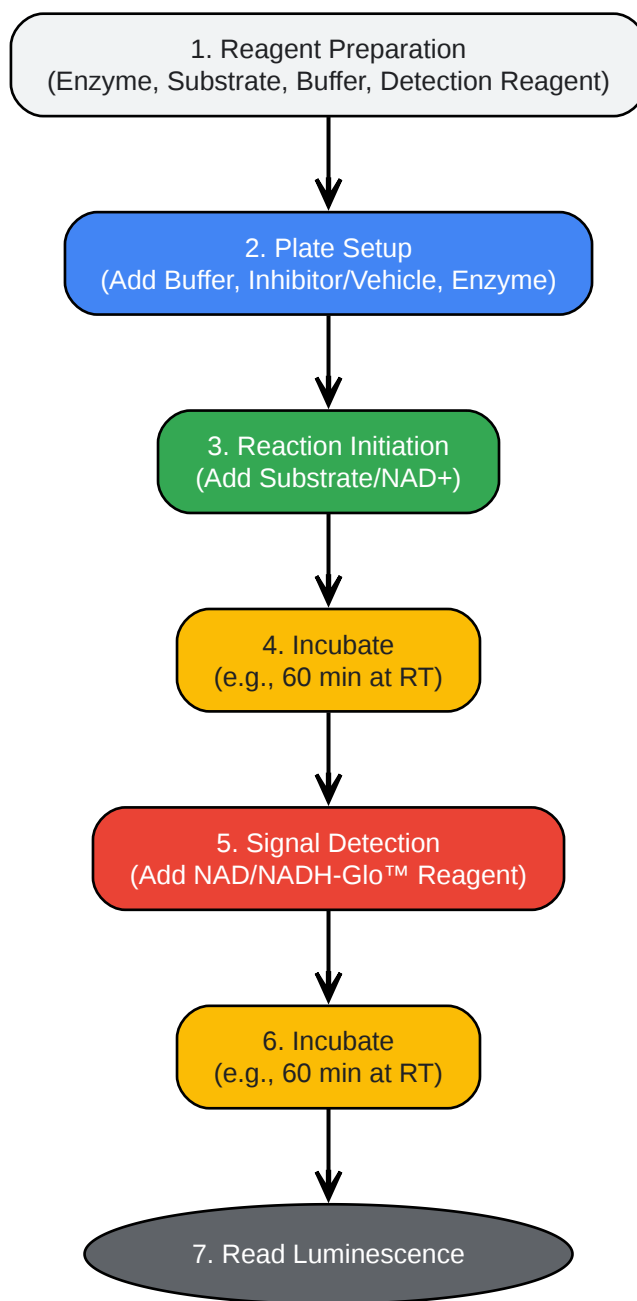 1. Reagent Preparation
(Enzyme, Substrate, Buffer, Detection Reagent)
2. Plate Setup
(Add Buffer, Inhibitor/Vehicle, Enzyme)
3. Reaction Initiation
(Add Substrate/NAD+)
4. Incubate
(e.g., 60 min at RT)
5. Signal Detection
(Add NAD/NADH-Glo™ Reagent)
6. Incubate
(e.g., 60 min at RT)
7. Read Luminescence